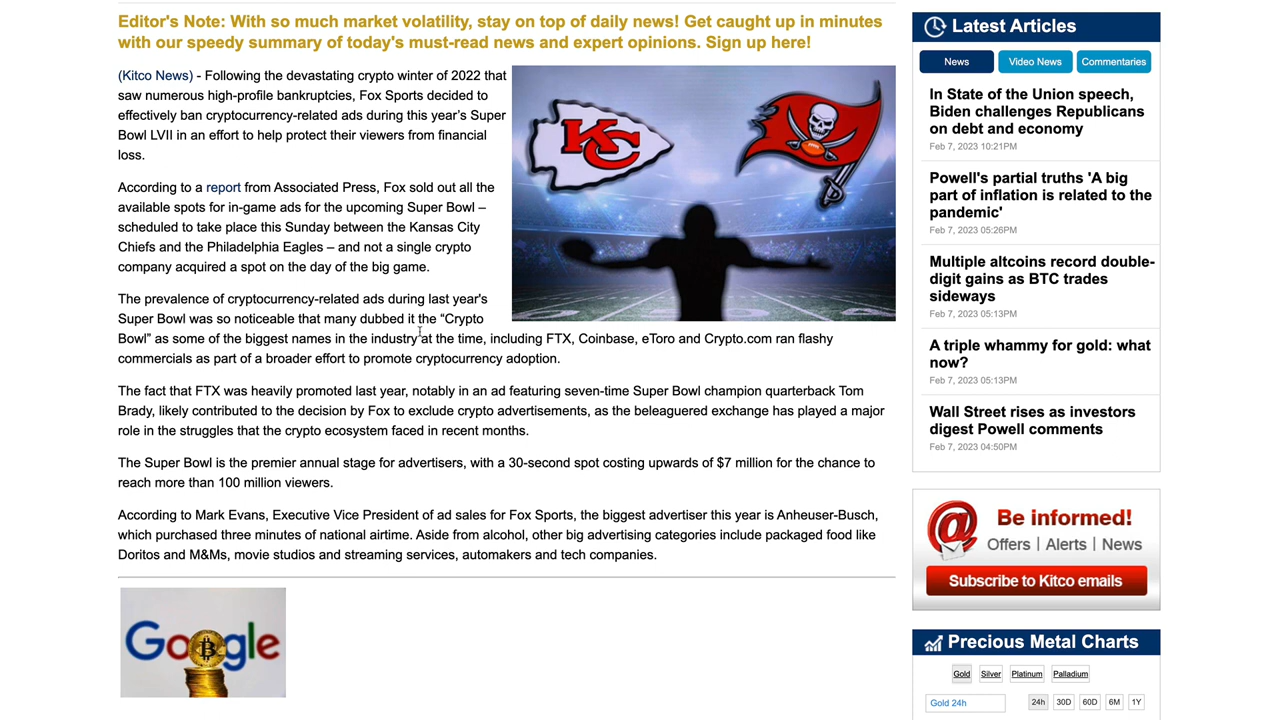 Editor's Note: With so much market volatility, stay on top of daily news! Get caught up in minutes
with our speedy summary of today's must-read news and expert opinions. Sign up here!
(Kitco News) - Following the devastating crypto winter of 2022 that
saw numerous high-profile bankruptcies, Fox Sports decided to
effectively ban cryptocurrency-related ads during this year's Super
Bowl LVII in an effort to help protect their viewers from financial
loss.
According to a report from Associated Press, Fox sold out all the
available spots for in-game ads for the upcoming Super Bowl –
scheduled to take place this Sunday between the Kansas City
Chiefs and the Philadelphia Eagles – and not a single crypto
company acquired a spot on the day of the big game.
The prevalence of cryptocurrency-related ads during last year's
Super Bowl was so noticeable that many dubbed it the “Crypto
Bowl” as some of the biggest names in the industry at the time, including FTX, Coinbase, eToro and Crypto.com ran flashy
commercials as part of a broader effort to promote cryptocurrency adoption.
The fact that FTX was heavily promoted last year, notably in an ad featuring seven-time Super Bowl champion quarterback Tom
Brady, likely contributed to the decision by Fox to exclude crypto advertisements, as the beleaguered exchange has played a major
role in the struggles that the crypto ecosystem faced in recent months.
The Super Bowl is the premier annual stage for advertisers, with a 30-second spot costing upwards of $7 million for the chance to
reach more than 100 million viewers.
According to Mark Evans, Executive Vice President of ad sales for Fox Sports, the biggest advertiser this year is Anheuser-Busch,
which purchased three minutes of national airtime. Aside from alcohol, other big advertising categories include packaged food like
Doritos and M&Ms, movie studios and streaming services, automakers and tech companies.
KC
Google
Latest Articles
News Video News Commentaries
In State of the Union speech,
Biden challenges Republicans
on debt and economy
Feb 7, 2023 10:21PM
Powell's partial truths 'A big
part of inflation is related to the
pandemic'
Feb 7, 2023 05:26PM
Multiple altcoins record double-
digit gains as BTC trades
sideways
Feb 7, 2023 05:13PM
A triple whammy for gold: what
now?
Feb 7, 2023 05:13PM
Wall Street rises as investors
digest Powell comments
Feb 7, 2023 04:50PM
Be informed!
Offers | Alerts | News
Subscribe to Kitco emails
Precious Metal Charts
Gold Silver Platinum Palladium
Gold 24h 24h 30D 60D 6M 1Y